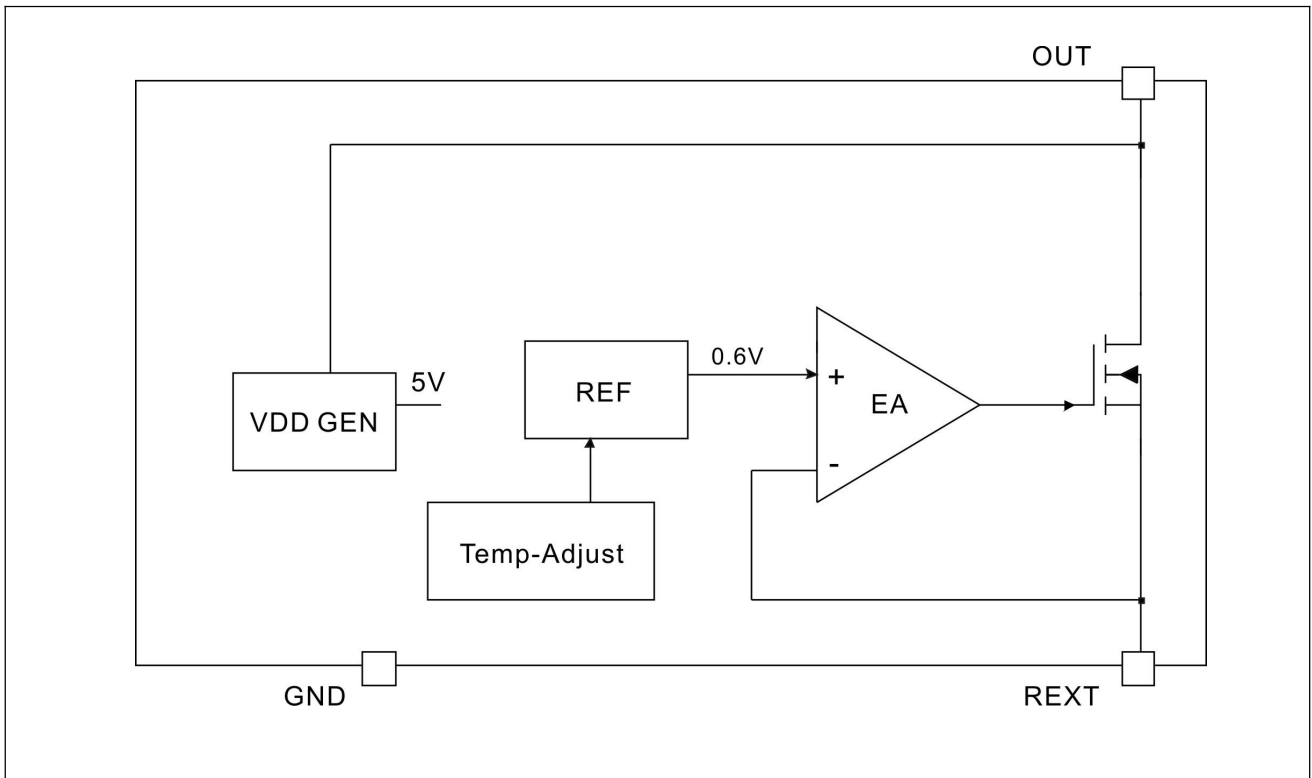 OUT
5V
VDD GEN
REF
0.6V
+
EA
-
Temp-Adjust
GND
REXT